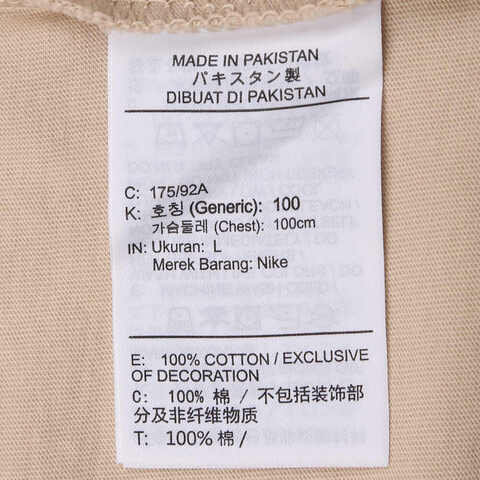 MADE IN PAKISTAN
パキスタン製
DIBUAT DI PAKISTAN
C: 175/92A
K: 호칭 (Generic): 100
가슴둘레 (Chest): 100cm
IN: Ukuran: L
Merek Barang: Nike
E: 100% COTTON / EXCLUSIVE
OF DECORATION
C: 100% 棉 / 不包括装饰部
分及非纤维物质
T: 100% 棉 /